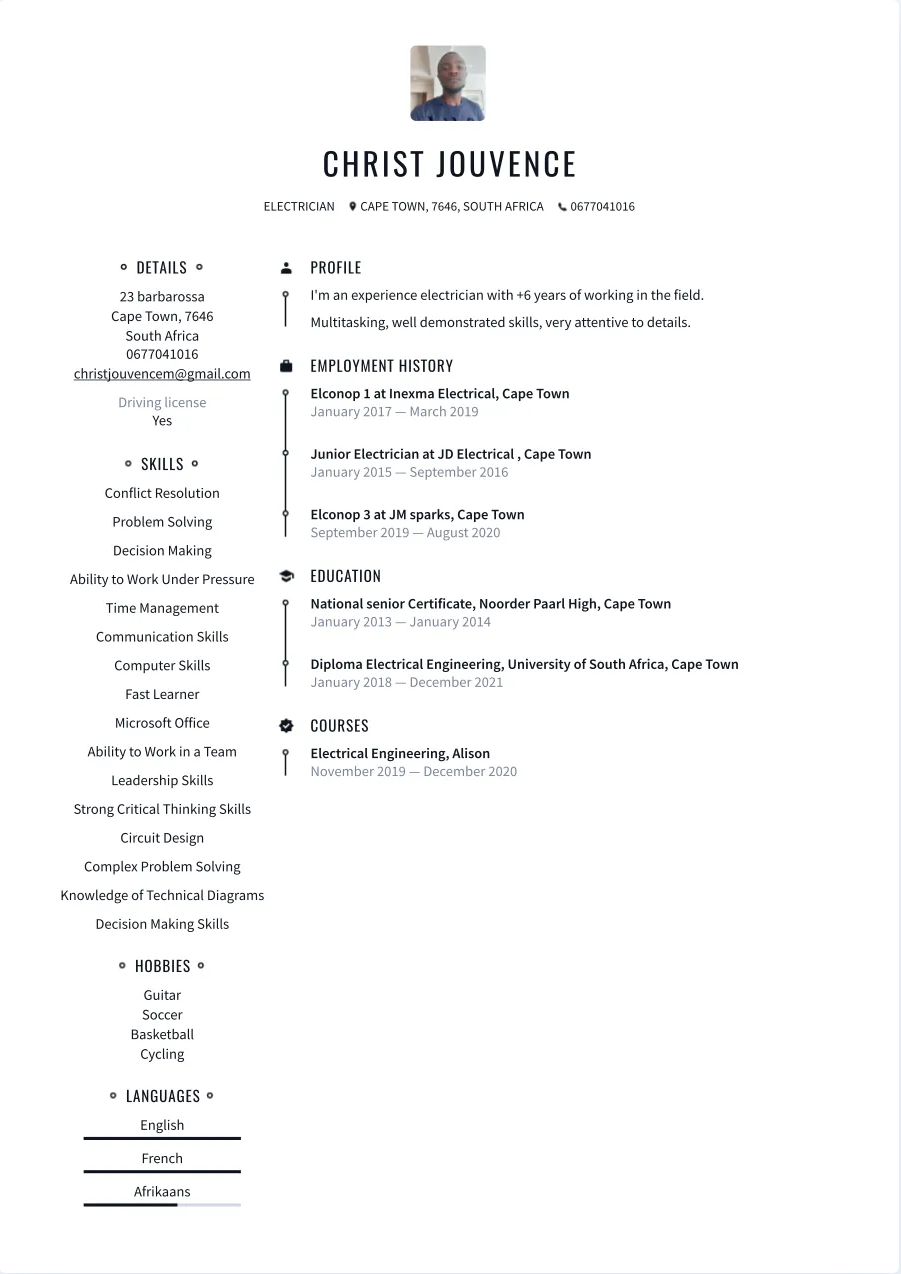 CHRIST JOUVENCE
ELECTRICIAN CAPE TOWN, 7646, SOUTH AFRICA 0677041016
DETAILS
23 barbarossa
Cape Town, 7646
South Africa
0677041016
christjouvencem@gmail.com
Driving license
Yes
SKILLS
Conflict Resolution
Problem Solving
Decision Making
Ability to Work Under Pressure
Time Management
Communication Skills
Computer Skills
Fast Learner
Microsoft Office
Ability to Work in a Team
Leadership Skills
Strong Critical Thinking Skills
Circuit Design
Complex Problem Solving
Knowledge of Technical Diagrams
Decision Making Skills
HOBBIES
Guitar
Soccer
Basketball
Cycling
LANGUAGES
English
French
Afrikaans
PROFILE
I'm an experience electrician with +6 years of working in the field.
Multitasking, well demonstrated skills, very attentive to details.
EMPLOYMENT HISTORY
Elconop 1 at Inexma Electrical, Cape Town
January 2017 — March 2019
Junior Electrician at JD Electrical , Cape Town
January 2015 — September 2016
Elconop 3 at JM sparks, Cape Town
September 2019 — August 2020
EDUCATION
National senior Certificate, Noorder Paarl High, Cape Town
January 2013 — January 2014
Diploma Electrical Engineering, University of South Africa, Cape Town
January 2018 — December 2021
COURSES
Electrical Engineering, Alison
November 2019 — December 2020